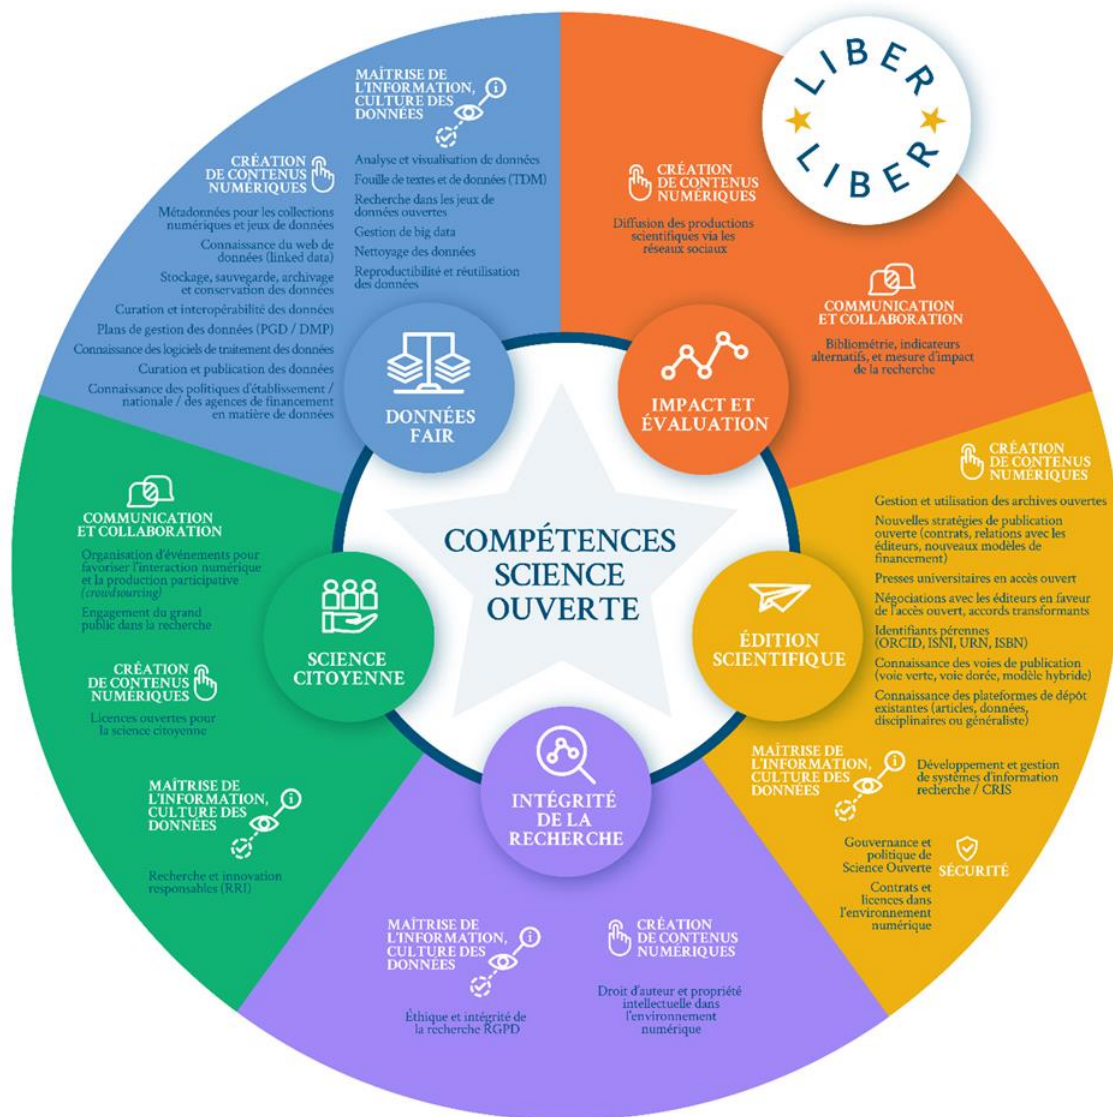 LIBER
LIBER
MAÎTRISE DE
L'INFORMATION,
CULTURE DES
DONNÉES
Analyse et visualisation de données
Fouille de textes et de données (TDM)
Recherche dans les jeux de
données ouvertes
Gestion de big data
Nettoyage des données
Reproductibilité et réutilisation
des données
CRÉATION
DE CONTENUS
NUMÉRIQUES
Métadonnées pour les collections
numériques et jeux de données
Connaissance du web de
données (linked data)
Stockage, sauvegarde, archivage
et conservation des données
Curation et interopérabilité des données
Plans de gestion des données (PGD / DMP)
Connaissance des logiciels de traitement des données
Curation et publication des données
Connaissance des politiques d'établissement /
nationale / des agences de financement
en matière de données
DONNÉES
FAIR
CRÉATION
DE CONTENUS
NUMÉRIQUES
Diffusion des productions
scientifiques via les
réseaux sociaux
COMMUNICATION
ET COLLABORATION
Bibliométrie, indicateurs
alternatifs, et mesure d'impact
de la recherche
IMPACT ET
ÉVALUATION
COMPÉTENCES
SCIENCE
OUVERTE
CRÉATION
DE CONTENUS
NUMÉRIQUES
Gestion et utilisation des archives ouvertes
Nouvelles stratégies de publication
ouverte (contrats, relations avec les
éditeurs, nouveaux modèles de
financement)
Presses universitaires en accès ouvert
Négociations avec les éditeurs en faveur
de l'accès ouvert, accords transformants
Identifiants pérennes
(ORCID, ISNI, URN, ISBN)
Connaissance des voies de publication
(voie verte, voie dorée, modèle hybride)
Connaissance des plateformes de dépôt
existantes (articles, données,
disciplinaires ou généraliste)
ÉDITION
SCIENTIFIQUE
MAÎTRISE DE
L'INFORMATION,
CULTURE DES
DONNÉES
Développement et gestion
de systèmes d'information
recherche / CRIS
SÉCURITÉ
Gouvernance et
politique de
Science Ouverte
Contrats et
licences dans
l'environnement
numérique
COMMUNICATION
ET COLLABORATION
Organisation d'événements pour
favoriser l'interaction numérique
et la production participative
(crowdsourcing)
Engagement du grand
public dans la recherche
CRÉATION
DE CONTENUS
NUMÉRIQUES
Licences ouvertes pour
la science citoyenne
MAÎTRISE DE
L'INFORMATION,
CULTURE DES
DONNÉES
Recherche et innovation
responsables (RRI)
SCIENCE
CITOYENNE
INTÉGRITÉ
DE LA
RECHERCHE
MAÎTRISE DE
L'INFORMATION,
CULTURE DES
DONNÉES
Éthique et intégrité de
la recherche RGPD
CRÉATION
DE CONTENUS
NUMÉRIQUES
Droit d'auteur et propriété
intellectuelle dans
l'environnement
numérique